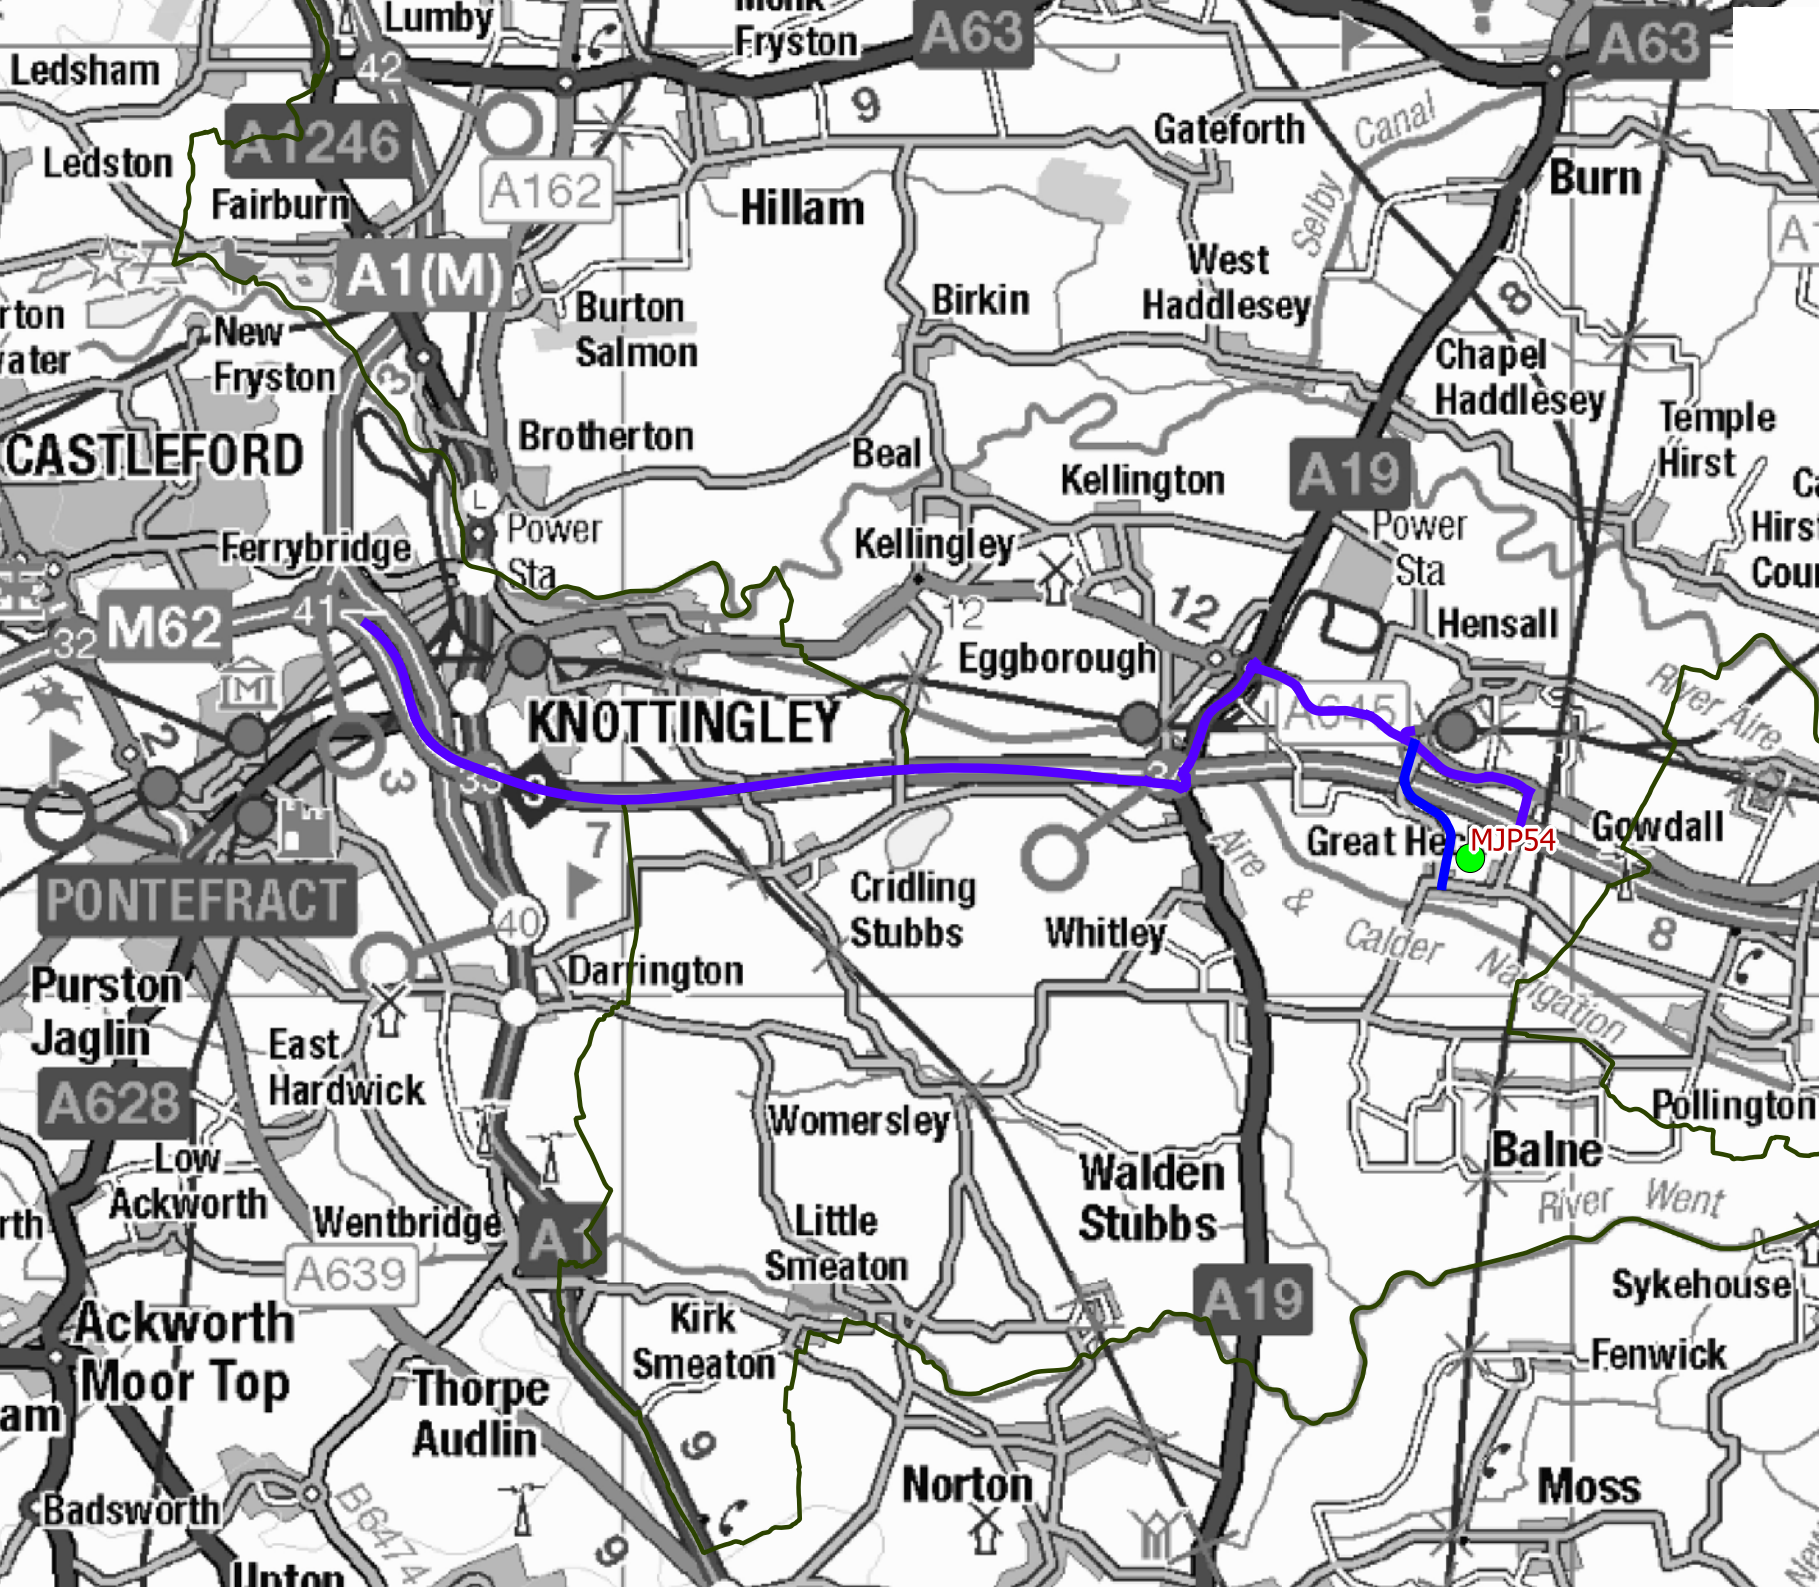 Lumby
Monk
Fryston
A63
A63
Ledsham
42
9
Gateforth
Canal
A1246
Ledston
A162
Burn
Fairburn
Hillam
Selby
West
Haddlesey
A1(M)
Birkin
8
Burton
Salmon
New
Fryston
3
Chapel
Haddlesey
Temple
Hirst
CASTLEFORD
Brotherton
Beal
Kellington
A19
L
Power
Sta
Power
Sta
Ferrybridge
Kellingley
41
M62
32
12
12
Hensall
Eggborough
River Aire
M
KNOTTINGLEY
A645
2
3
33
7
Great He
MJP54
Gowdall
Aire & Calder Navigation
PONTEFRACT
40
Cridling
Stubbs
Whitley
8
Darrington
Purston
Jaglin
East
Hardwick
A628
Womersley
Pollington
Balne
Low
Ackworth
Walden
Stubbs
River Went
Wentbridge
A1
Little
Smeaton
A639
A19
Sykehouse
Ackworth
Moor Top
Kirk
Smeaton
Fenwick
Thorpe
Audlin
9
Norton
Moss
Badsworth
B6474
9
Upton